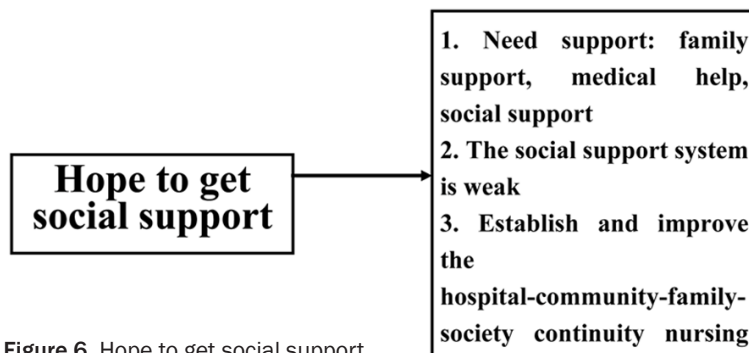 Hope to get
social support
1. Need support: family
support, medical help,
social support
2. The social support system
is weak
3. Establish and improve
the
hospital-community-family-
society continuity nursing
Figure 6. Hope to get social support